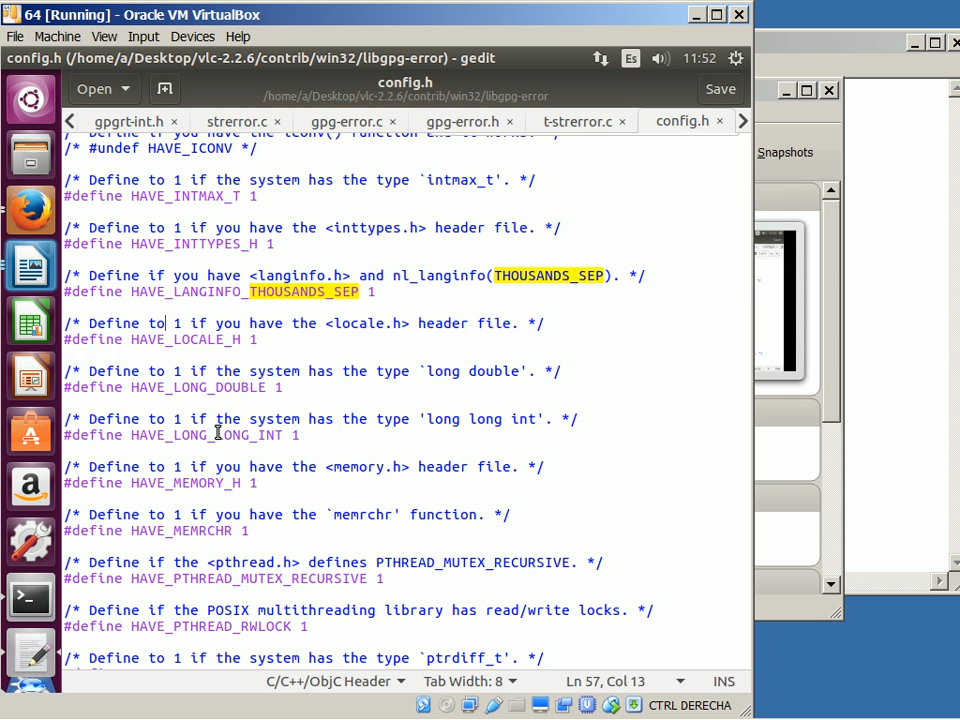 64 [Running] - Oracle VM VirtualBox
File Machine View Input Devices Help
config.h (/home/a/Desktop/vlc-2.2.6/contrib/win32/libgpg-error) - gedit
Es
11:52
Open
config.h
/home/a/Desktop/vlc-2.2.6/contrib/win32/libgpg-error
Save
gpgrt-int.h × strerror.c × gpg-error.c × gpg-error.h × t-strerror.c × config.h ×
/* #undef HAVE_ICONV */
/* Define to 1 if the system has the type `intmax_t'. */
#define HAVE_INTMAX_T 1
/* Define to 1 if you have the <inttypes.h> header file. */
#define HAVE_INTTYPES_H 1
/* Define if you have <langinfo.h> and nl_langinfo(THOUSANDS_SEP). */
#define HAVE_LANGINFO_THOUSANDS_SEP 1
/* Define to 1 if you have the <locale.h> header file. */
#define HAVE_LOCALE_H 1
/* Define to 1 if the system has the type `long double'. */
#define HAVE_LONG_DOUBLE 1
/* Define to 1 if the system has the type 'long long int'. */
#define HAVE_LONG_LONG_INT 1
/* Define to 1 if you have the <memory.h> header file. */
#define HAVE_MEMORY_H 1
/* Define to 1 if you have the `memrchr' function. */
#define HAVE_MEMRCHR 1
/* Define if the <pthread.h> defines PTHREAD_MUTEX_RECURSIVE. */
#define HAVE_PTHREAD_MUTEX_RECURSIVE 1
/* Define if the POSIX multithreading library has read/write locks. */
#define HAVE_PTHREAD_RWLOCK 1
/* Define to 1 if the system has the type `ptrdiff_t'. */
C/C++/ObjC Header Tab Width: 8 Ln 57, Col 13 INS
CTRL DERECHA
Snapshots